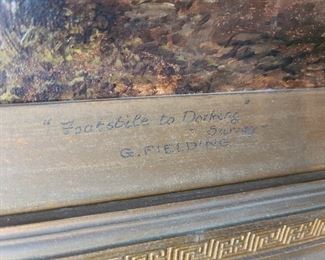 "Footstile to Dorking"
- Surrey
G. FIELDING